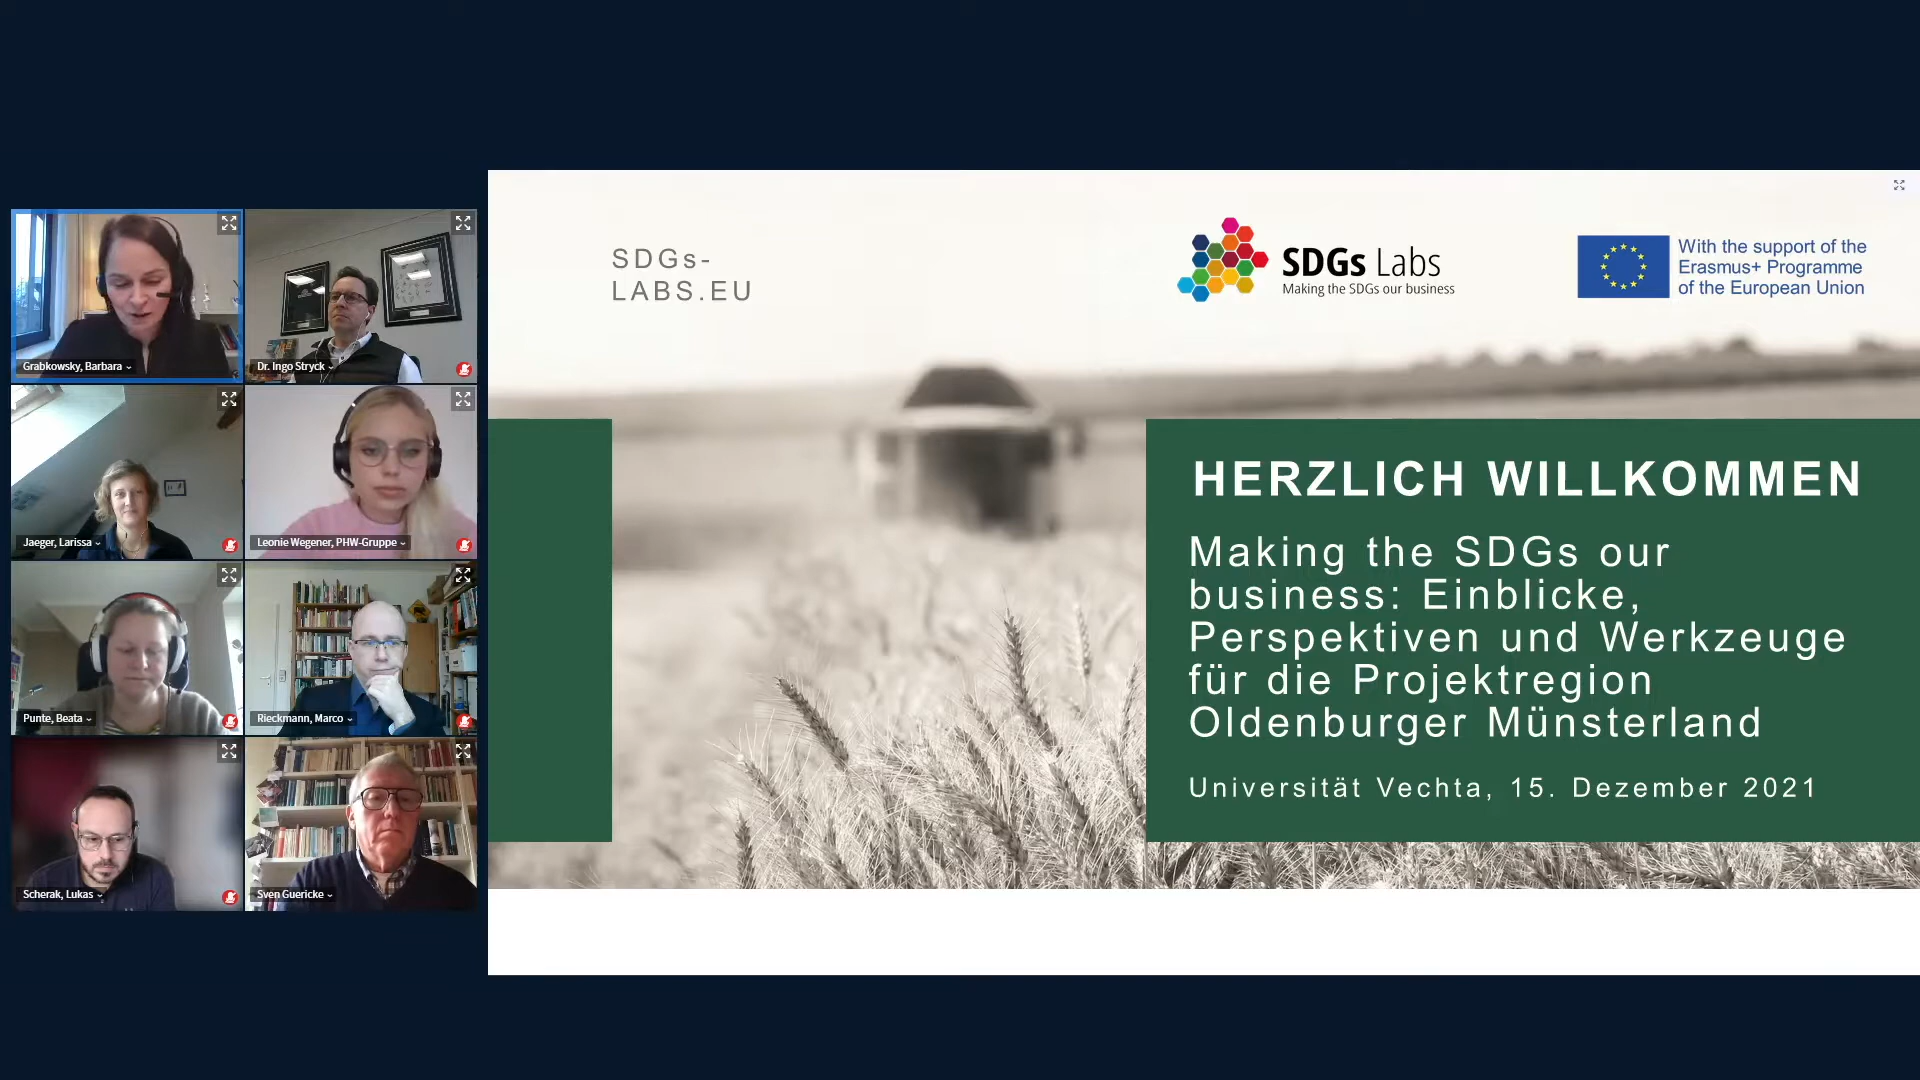 Grabkowsky, Barbara
Dr. Ingo Stryck
Jaeger, Larissa
Leonie Wegener, PHW-Gruppe
Punte, Beata
Rieckmann, Marco
Scherak, Lukas
Sven Guericke
SDGs-
LABS.EU
SDGs Labs
Making the SDGs our business
With the support of the
Erasmus+ Programme
of the European Union
HERZLICH WILLKOMMEN
Making the SDGs our
business: Einblicke,
Perspektiven und Werkzeuge
für die Projektregion
Oldenburger Münsterland
Universität Vechta, 15. Dezember 2021